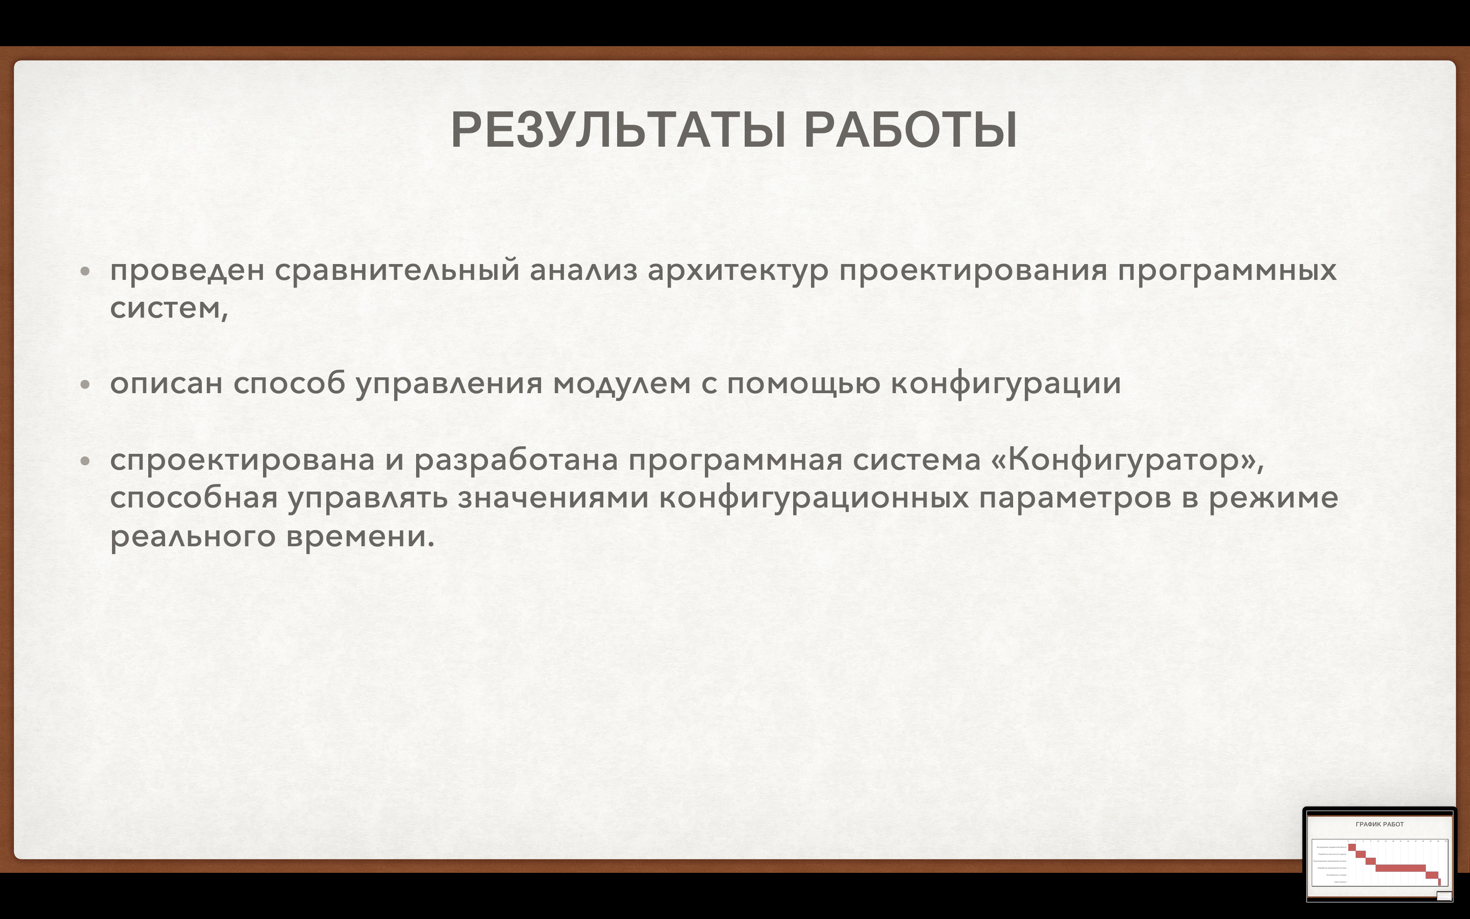 РЕЗУЛЬТАТЫ РАБОТЫ
• проведен сравнительный анализ архитектур проектирования программных
систем,
• описан способ управления модулем с помощью конфигурации
• спроектирована и разработана программная система «Конфигуратор»,
способная управлять значениями конфигурационных параметров в режиме
реального времени.
ГРАФИК РАБОТ